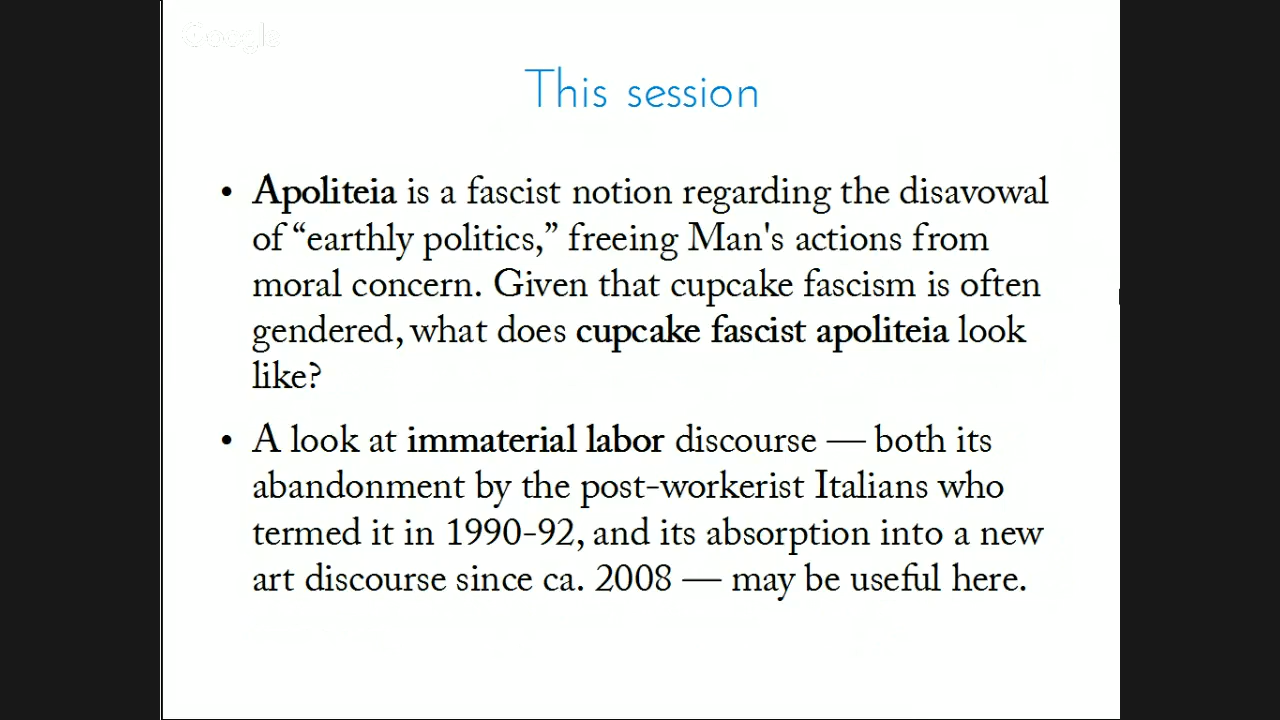 Google
This session
• Apoliteia is a fascist notion regarding the disavowal
of “earthly politics,” freeing Man's actions from
moral concern. Given that cupcake fascism is often
gendered, what does cupcake fascist apoliteia look
like?
• A look at immaterial labor discourse — both its
abandonment by the post-workerist Italians who
termed it in 1990-92, and its absorption into a new
art discourse since ca. 2008 — may be useful here.